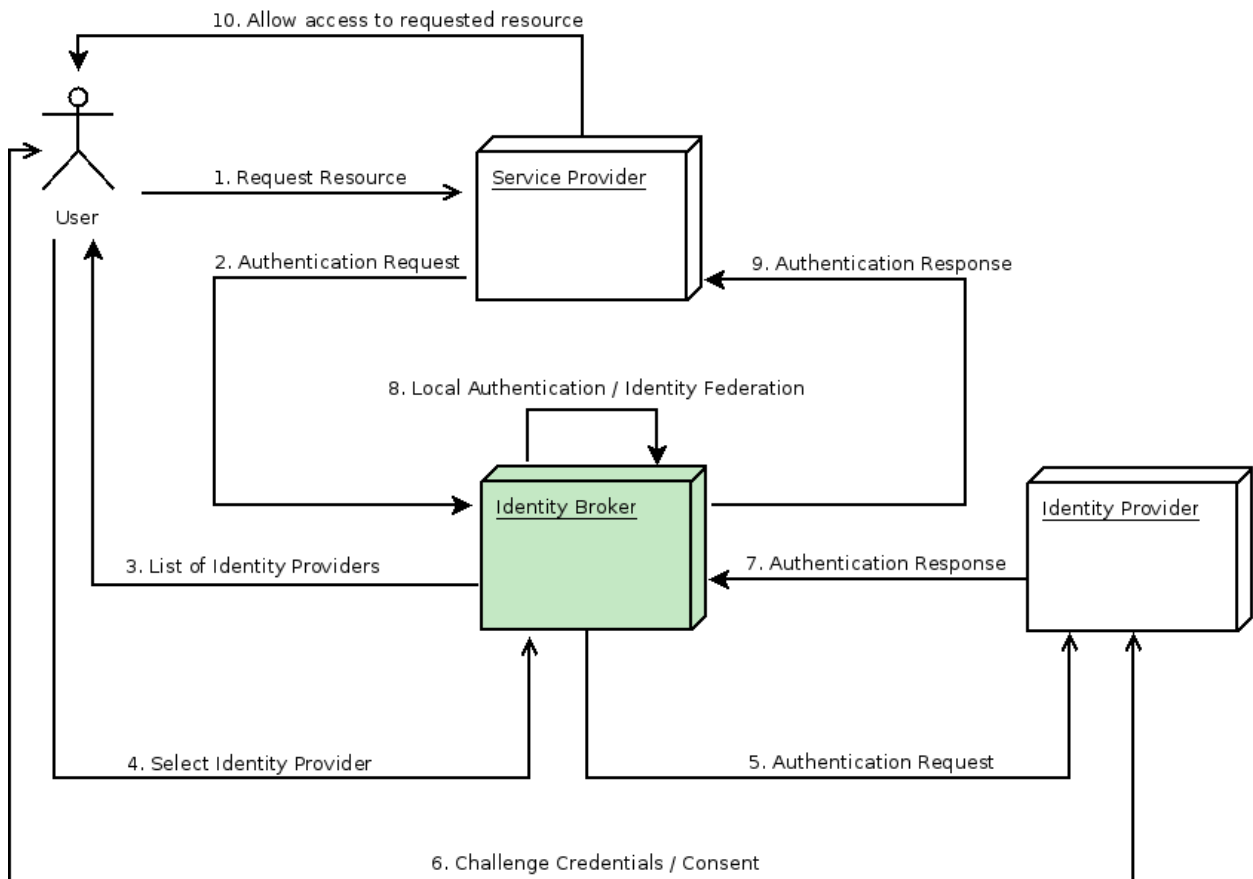 10. Allow access to requested resource
1. Request Resource
Service Provider
User
2. Authentication Request
9. Authentication Response
8. Local Authentication / Identity Federation
Identity Broker
Identity Provider
3. List of Identity Providers
7. Authentication Response
4. Select Identity Provider
5. Authentication Request
6. Challenge Credentials / Consent